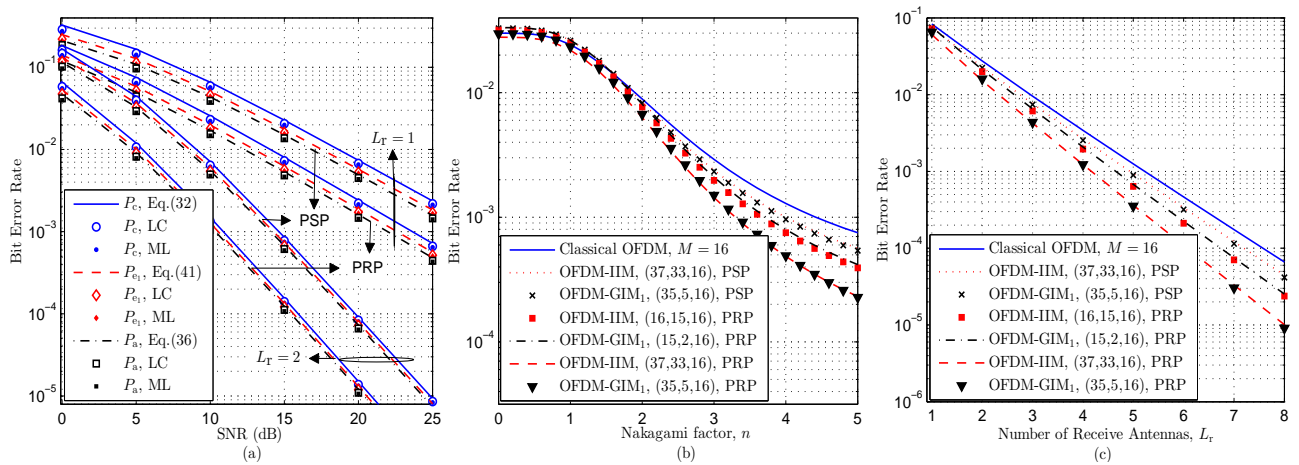 10^-1
10^-2
10^-3
10^-4
10^-5
Bit Error Rate
L_r = 1
PSP
PRP
L_r = 2
P_c, Eq.(32)
P_c, LC
P_c, ML
P_e1, Eq.(41)
P_e1, LC
P_e1, ML
P_a, Eq.(36)
P_a, LC
P_a, ML
0 5 10 15 20 25
SNR (dB)
(a)
10^-2
10^-3
10^-4
Bit Error Rate
Classical OFDM, M = 16
OFDM-IIM, (37,33,16), PSP
OFDM-GIM_1, (35,5,16), PSP
OFDM-IIM, (16,15,16), PRP
OFDM-GIM_1, (15,2,16), PRP
OFDM-IIM, (37,33,16), PRP
OFDM-GIM_1, (35,5,16), PRP
0 1 2 3 4 5
Nakagami factor, n
(b)
10^-1
10^-2
10^-3
10^-4
10^-5
10^-6
Bit Error Rate
Classical OFDM, M = 16
OFDM-IIM, (37,33,16), PSP
OFDM-GIM_1, (35,5,16), PSP
OFDM-IIM, (16,15,16), PRP
OFDM-GIM_1, (15,2,16), PRP
OFDM-IIM, (37,33,16), PRP
OFDM-GIM_1, (35,5,16), PRP
1 2 3 4 5 6 7 8
Number of Receive Antennas, L_r
(c)